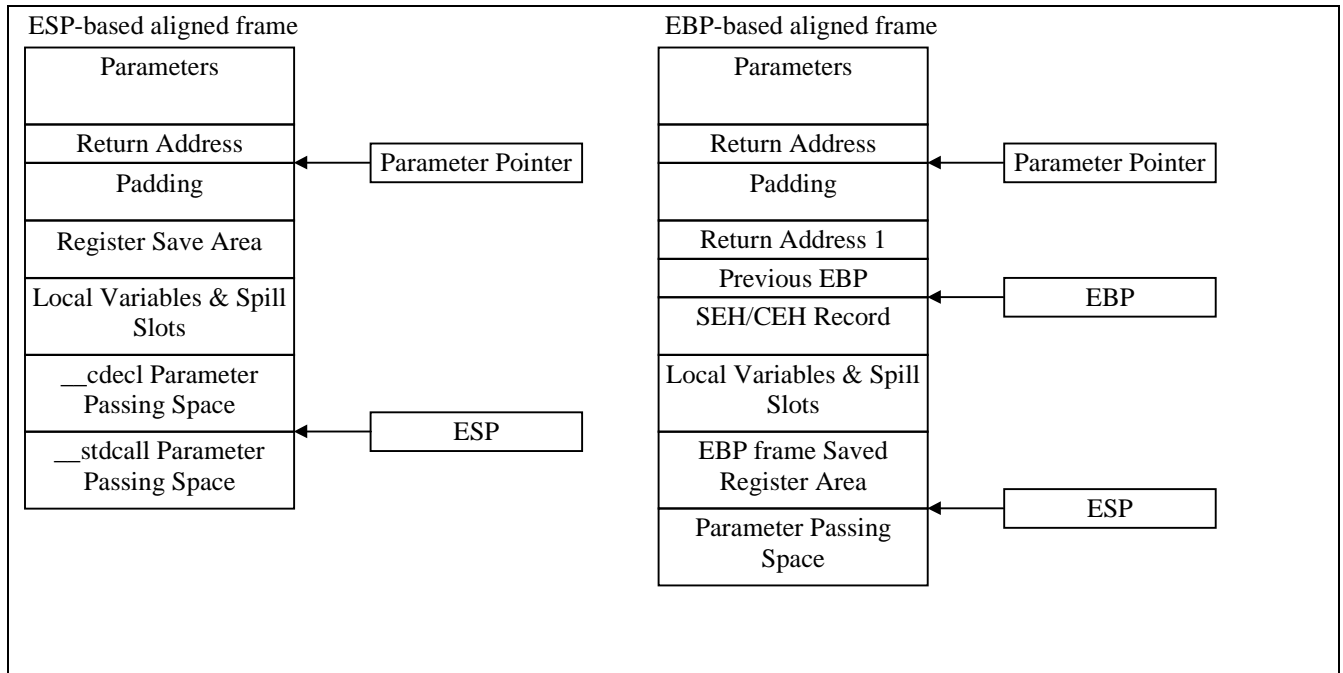 ESP-based aligned frame
Parameters
Return Address
Parameter Pointer
Padding
Register Save Area
Local Variables & Spill
Slots
__cdecl Parameter
Passing Space
ESP
__stdcall Parameter
Passing Space
EBP-based aligned frame
Parameters
Return Address
Parameter Pointer
Padding
Return Address 1
Previous EBP
EBP
SEH/CEH Record
Local Variables & Spill
Slots
EBP frame Saved
Register Area
ESP
Parameter Passing
Space